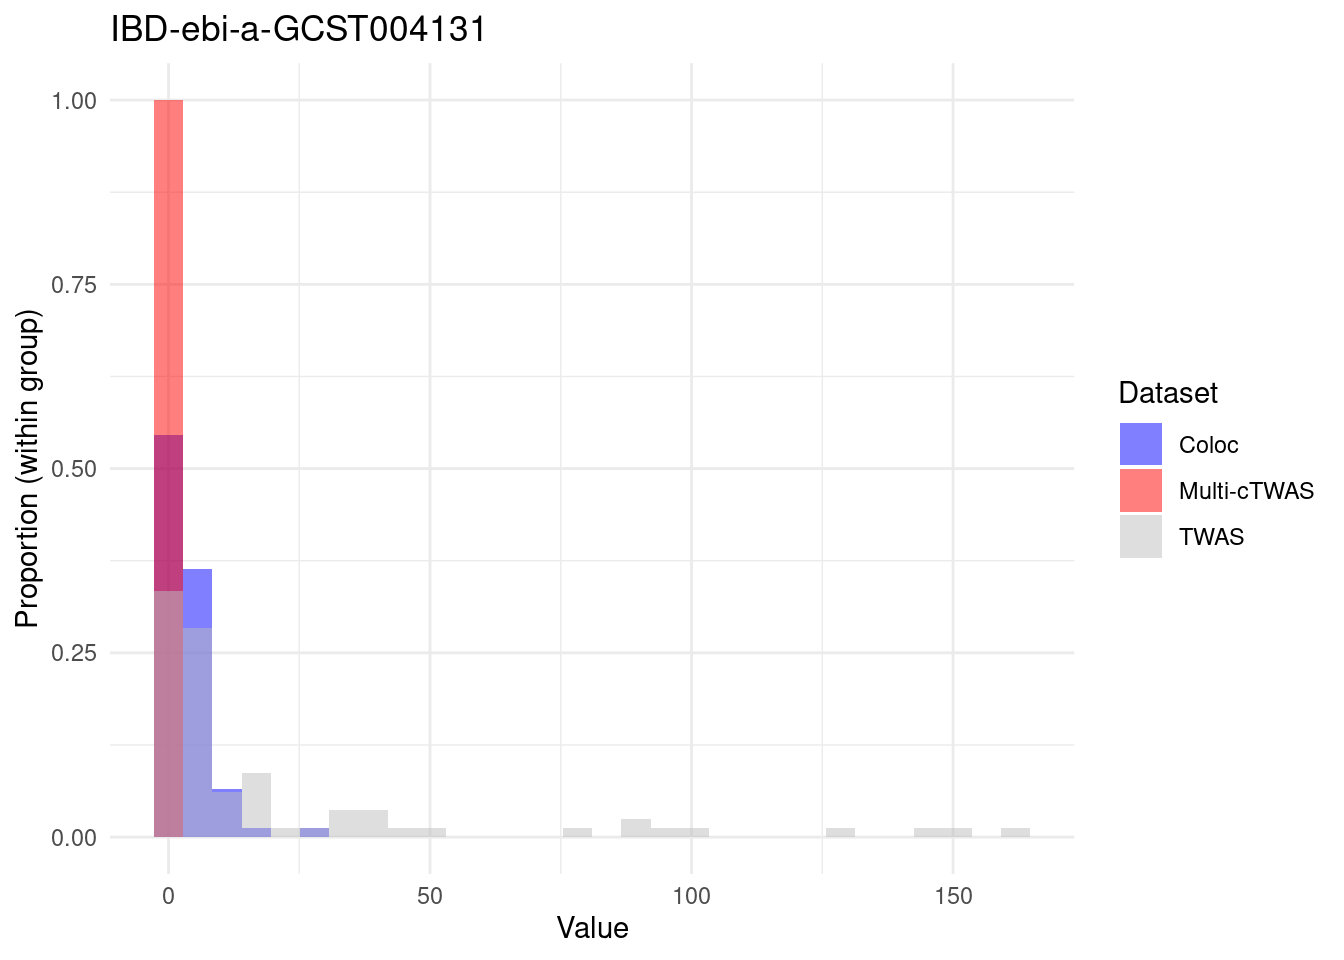 IBD-ebi-a-GCST004131
1.00
0.75
0.50
0.25
0.00
Proportion (within group)
0
50
100
150
Value
Dataset
Coloc
Multi-cTWAS
TWAS